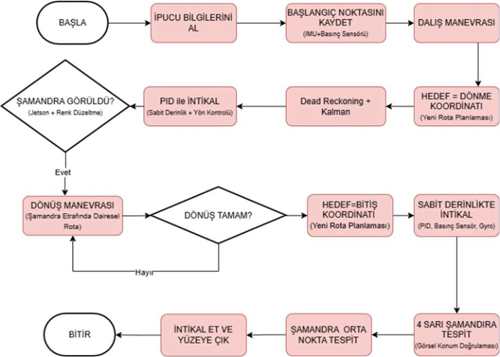 BAŞLA
İPUCU BİLGİLERİNİ
AL
BAŞLANGIÇ NOKTASINI
KAYDET
(IMU+Basınç Sensörü)
DALIŞ MANEVRASI
HEDEF = DÖNME
KOORDİNATI
(Yeni Rota Planlaması)
Dead Reckoning +
Kalman
PID ile İNTİKAL
(Sabit Derinlik + Yön Kontrolü)
ŞAMANDRA GÖRÜLDÜ?
(Jetson + Renk Düzeltme)
Evet
DÖNÜŞ MANEVRASI
(Şamandra Etrafında Dairesel
Rota)
DÖNÜŞ TAMAM?
Hayır
HEDEF=BİTİŞ
KOORDİNATI
(Yeni Rota Planlaması)
SABİT DERİNLİKTE
İNTİKAL
(PID, Basınç Sensör, Gyro)
4 SARI ŞAMANDIRA
TESPİT
(Görsel Konum Doğrulaması)
ŞAMANDRA ORTA
NOKTA TESPİT
İNTİKAL ET VE
YÜZEYE ÇIK
BİTİR